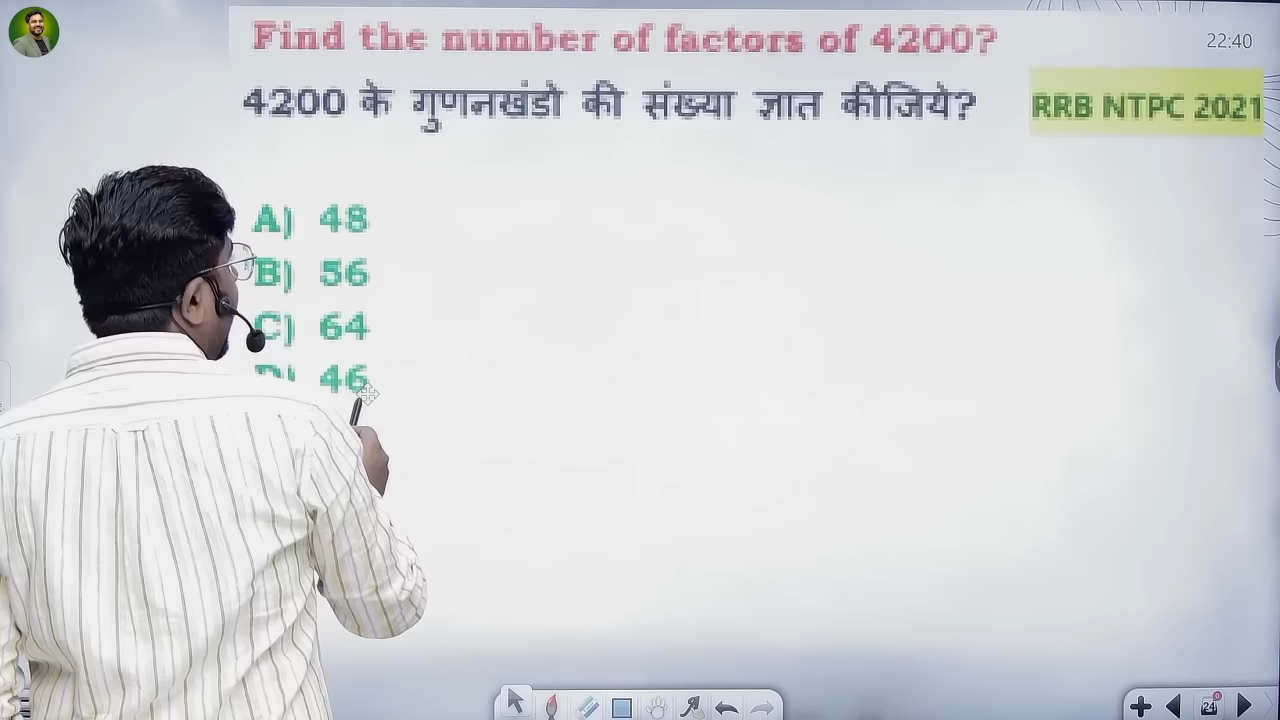 Find the number of factors of 4200?
22:40
4200 के गुणनखंडो की संख्या ज्ञात कीजिये?
RRB NTPC 2021
A) 48
B) 56
C) 64
46
24